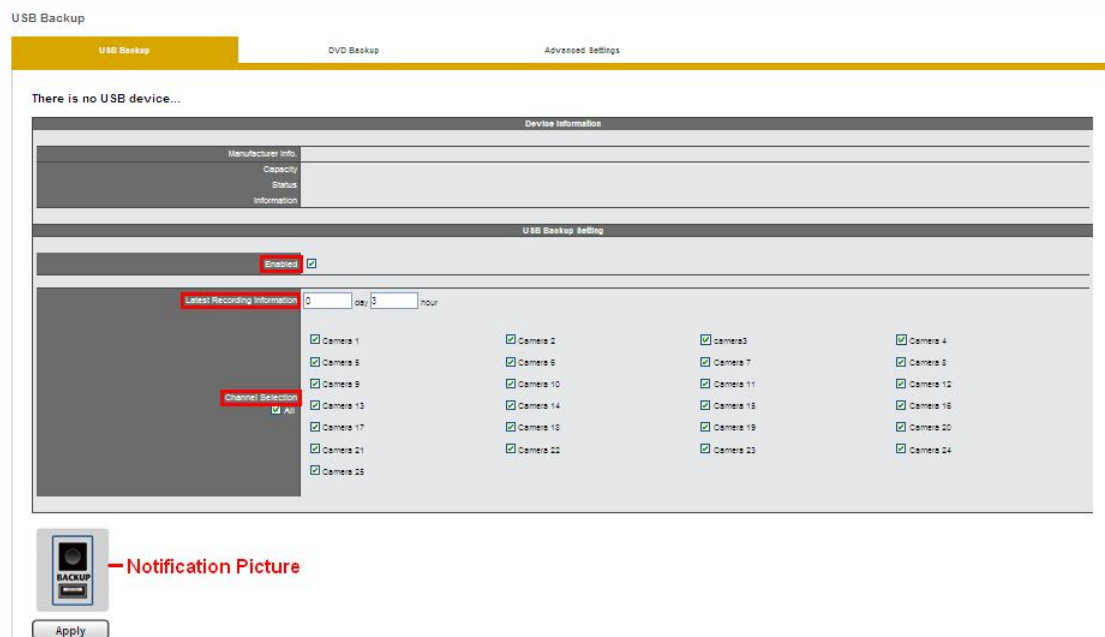 USB Backup
USB Backup DVD Backup Advanced Settings
There is no USB device...
Device Information
Manufacturer Info.
Capacity
Status
Information
USB Backup Setting
Enabled
Latest Recording Information 0 day 3 hour
Camera 1 Camera 2 camera3 Camera 4
Camera 5 Camera 6 Camera 7 Camera 8
Camera 9 Camera 10 Camera 11 Camera 12
Channel Selection
All Camera 13 Camera 14 Camera 15 Camera 16
Camera 17 Camera 18 Camera 19 Camera 20
Camera 21 Camera 22 Camera 23 Camera 24
Camera 25
BACKUP
Notification Picture
Apply